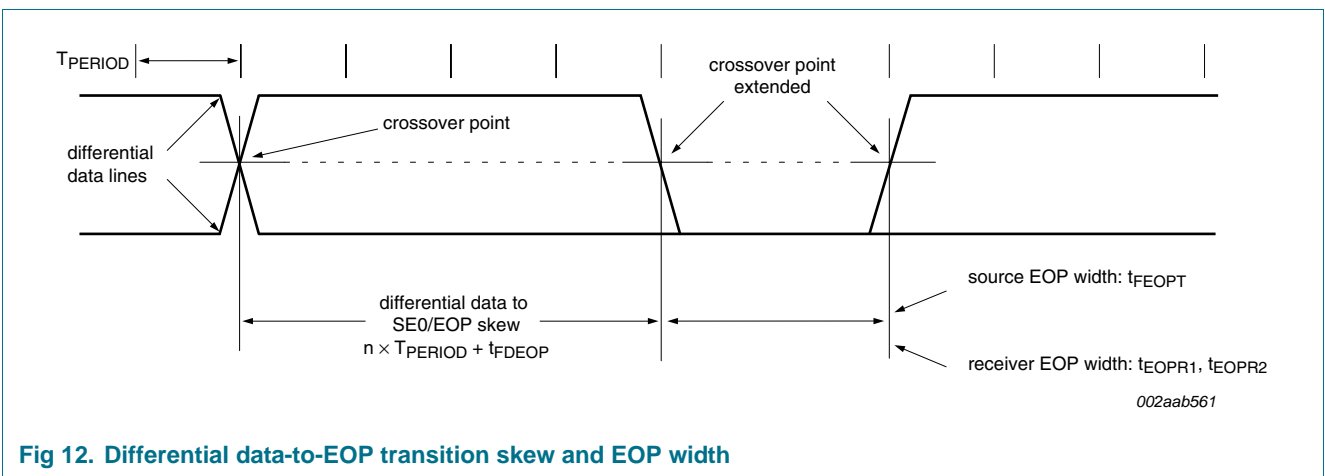 TPERIOD
crossover point
extended
crossover point
differential
data lines
source EOP width: tFEOPT
differential data to
SE0/EOP skew
n × TPERIOD + tFDEOP
receiver EOP width: tEOPR1, tEOPR2
002aab561
Fig 12. Differential data-to-EOP transition skew and EOP width